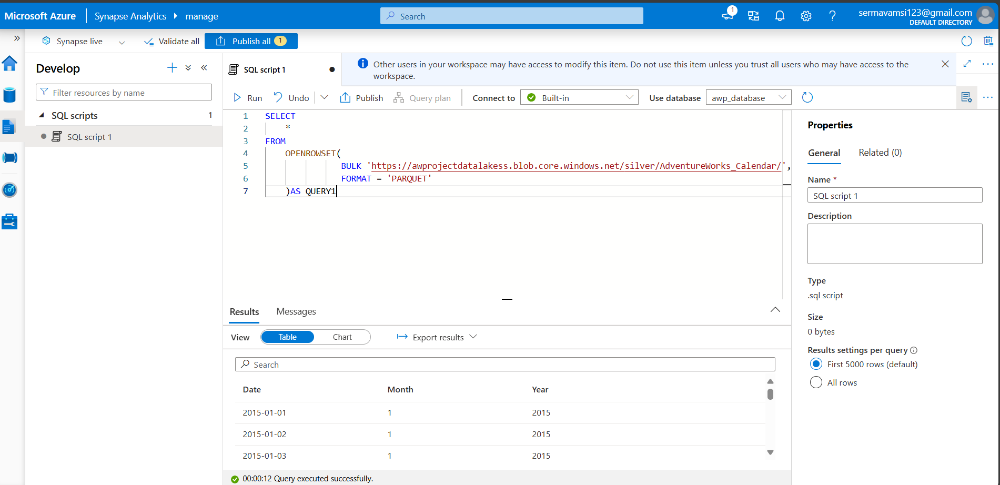 Microsoft Azure
Synapse Analytics
manage
Search
1
sermavamsi123@gmail.com
DEFAULT DIRECTORY
Synapse live
Validate all
Publish all 1
Develop
Filter resources by name
SQL scripts 1
SQL script 1
SQL script 1
Other users in your workspace may have access to modify this item. Do not use this item unless you trust all users who may have access to the
workspace.
Run
Undo
Publish
Query plan
Connect to
Built-in
Use database
awp_database
1 SELECT
2 *
3 FROM
4 OPENROWSET(
5 BULK 'https://awprojectdatalakess.blob.core.windows.net/silver/AdventureWorks_Calendar/',
6 FORMAT = 'PARQUET'
7 )AS QUERY1
Results
Messages
View
Table
Chart
Export results
Search
Date Month Year
2015-01-01 1 2015
2015-01-02 1 2015
2015-01-03 1 2015
00:00:12 Query executed successfully.
Properties
General
Related (0)
Name *
SQL script 1
Description
Type
.sql script
Size
0 bytes
Results settings per query
First 5000 rows (default)
All rows